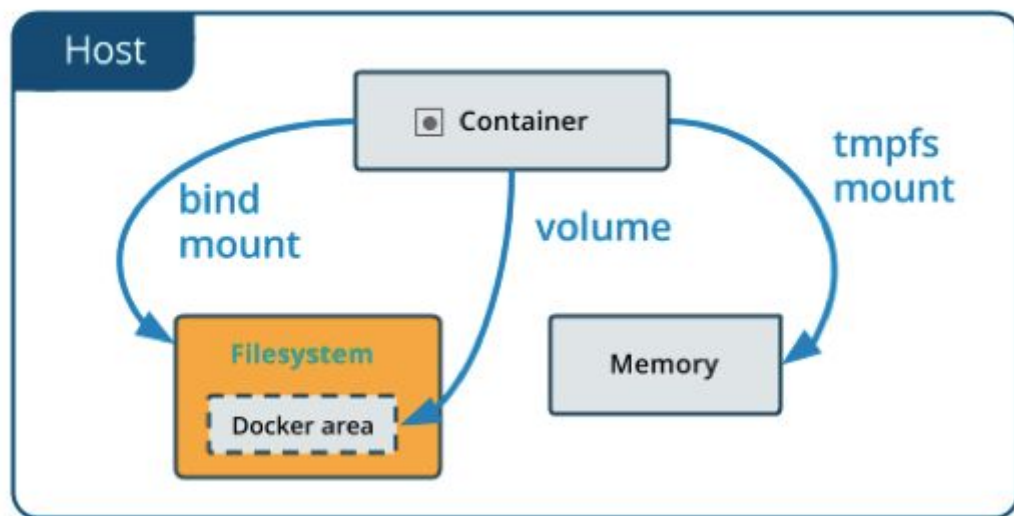 Host
Container
bind
mount
volume
tmpfs
mount
Filesystem
Docker area
Memory